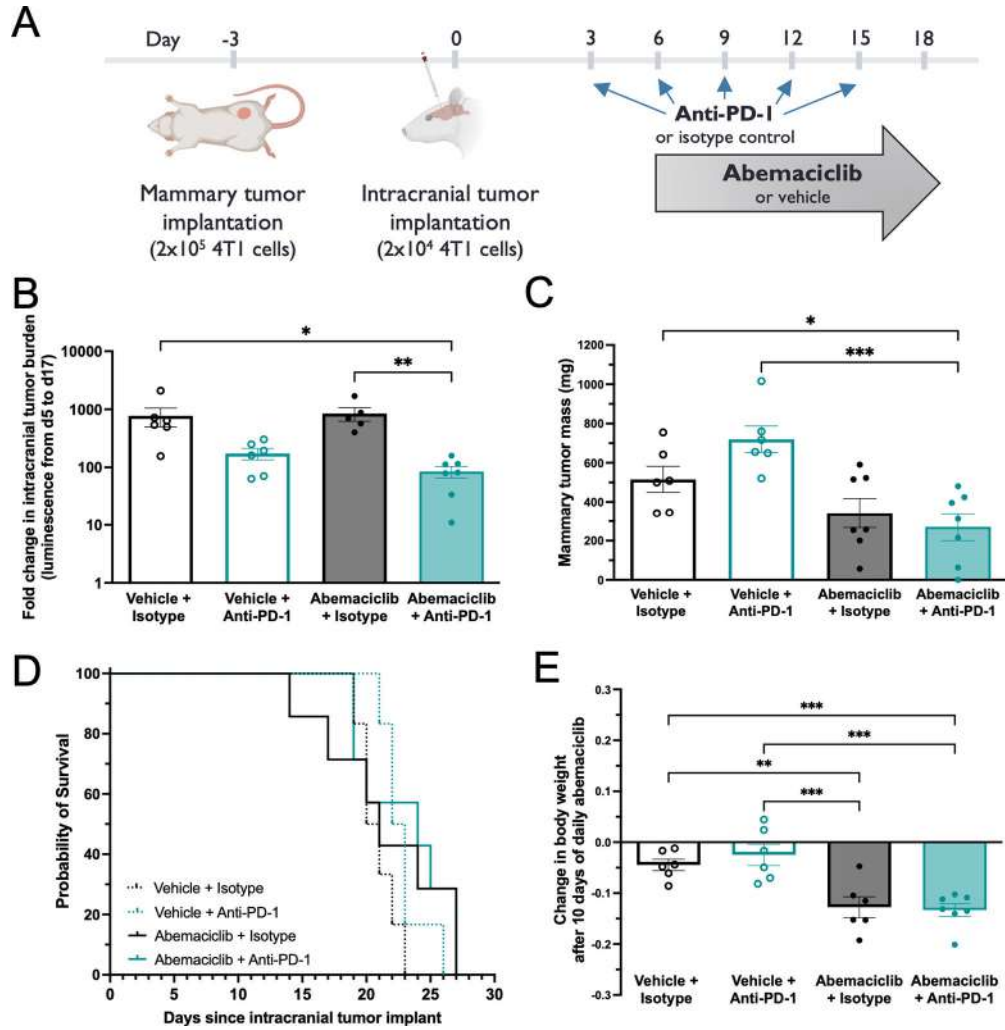 A
Day -3 0 3 6 9 12 15 18
Anti-PD-1
or isotype control
Abemaciclib
or vehicle
Mammary tumor
implantation
(2x10⁵ 4T1 cells)
Intracranial tumor
implantation
(2x10⁴ 4T1 cells)
B
Fold change in intracranial tumor burden
(luminescence from d5 to d17)
10000
1000
100
10
1
*
**
Vehicle +
Isotype
Vehicle +
Anti-PD-1
Abemaciclib
+ Isotype
Abemaciclib
+ Anti-PD-1
C
Mammary tumor mass (mg)
1200
1000
800
600
400
200
0
*
***
Vehicle +
Isotype
Vehicle +
Anti-PD-1
Abemaciclib
+ Isotype
Abemaciclib
+ Anti-PD-1
D
Probability of Survival
100
80
60
40
20
0
Vehicle + Isotype
Vehicle + Anti-PD-1
Abemaciclib + Isotype
Abemaciclib + Anti-PD-1
0 5 10 15 20 25 30
Days since intracranial tumor implant
E
Change in body weight
after 10 days of daily abemaciclib
0.3
0.2
0.1
0.0
-0.1
-0.2
-0.3
***
***
**
***
Vehicle +
Isotype
Vehicle +
Anti-PD-1
Abemaciclib
+ Isotype
Abemaciclib
+ Anti-PD-1